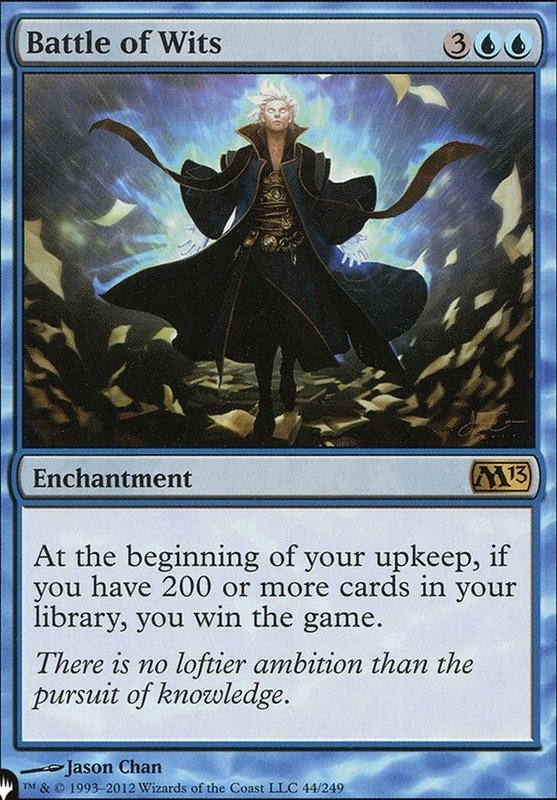 Battle of Wits 3
Enchantment M13
At the beginning of your upkeep, if
you have 200 or more cards in your
library, you win the game.
There is no loftier ambition than the
pursuit of knowledge.
Jason Chan
™ & © 1993–2012 Wizards of the Coast LLC 44/249